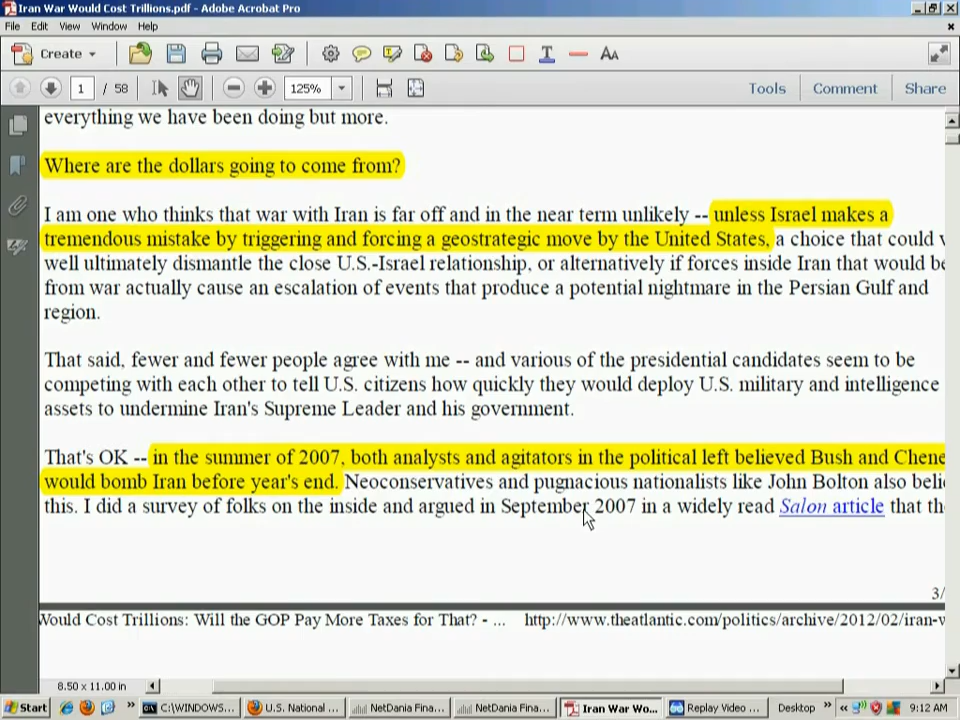 Iran War Would Cost Trillions.pdf - Adobe Acrobat Pro
File Edit View Window Help
Create
1 / 58 125% Tools Comment Share
everything we have been doing but more.
Where are the dollars going to come from?
I am one who thinks that war with Iran is far off and in the near term unlikely -- unless Israel makes a
tremendous mistake by triggering and forcing a geostrategic move by the United States, a choice that could
well ultimately dismantle the close U.S.-Israel relationship, or alternatively if forces inside Iran that would
from war actually cause an escalation of events that produce a potential nightmare in the Persian Gulf and
region.
That said, fewer and fewer people agree with me -- and various of the presidential candidates seem to be
competing with each other to tell U.S. citizens how quickly they would deploy U.S. military and intelligence
assets to undermine Iran's Supreme Leader and his government.
That's OK -- in the summer of 2007, both analysts and agitators in the political left believed Bush and Chene
would bomb Iran before year's end. Neoconservatives and pugnacious nationalists like John Bolton also beli
this. I did a survey of folks on the inside and argued in September 2007 in a widely read Salon article that th
3/
Would Cost Trillions: Will the GOP Pay More Taxes for That? - ... http://www.theatlantic.com/politics/archive/2012/02/iran-w
8.50 x 11.00 in
Start C:\WINDOWS... U.S. National ... NetDania Fina... NetDania Fina... Iran War Wo... Replay Video ... Desktop 9:12 AM